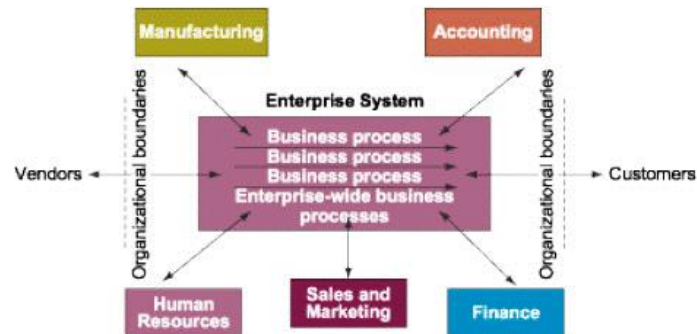 Manufacturing
Accounting
Enterprise System
Organizational boundaries
Organizational boundaries
Business process
Business process
Business process
Enterprise-wide business
processes
Vendors
Customers
Human
Resources
Sales and
Marketing
Finance